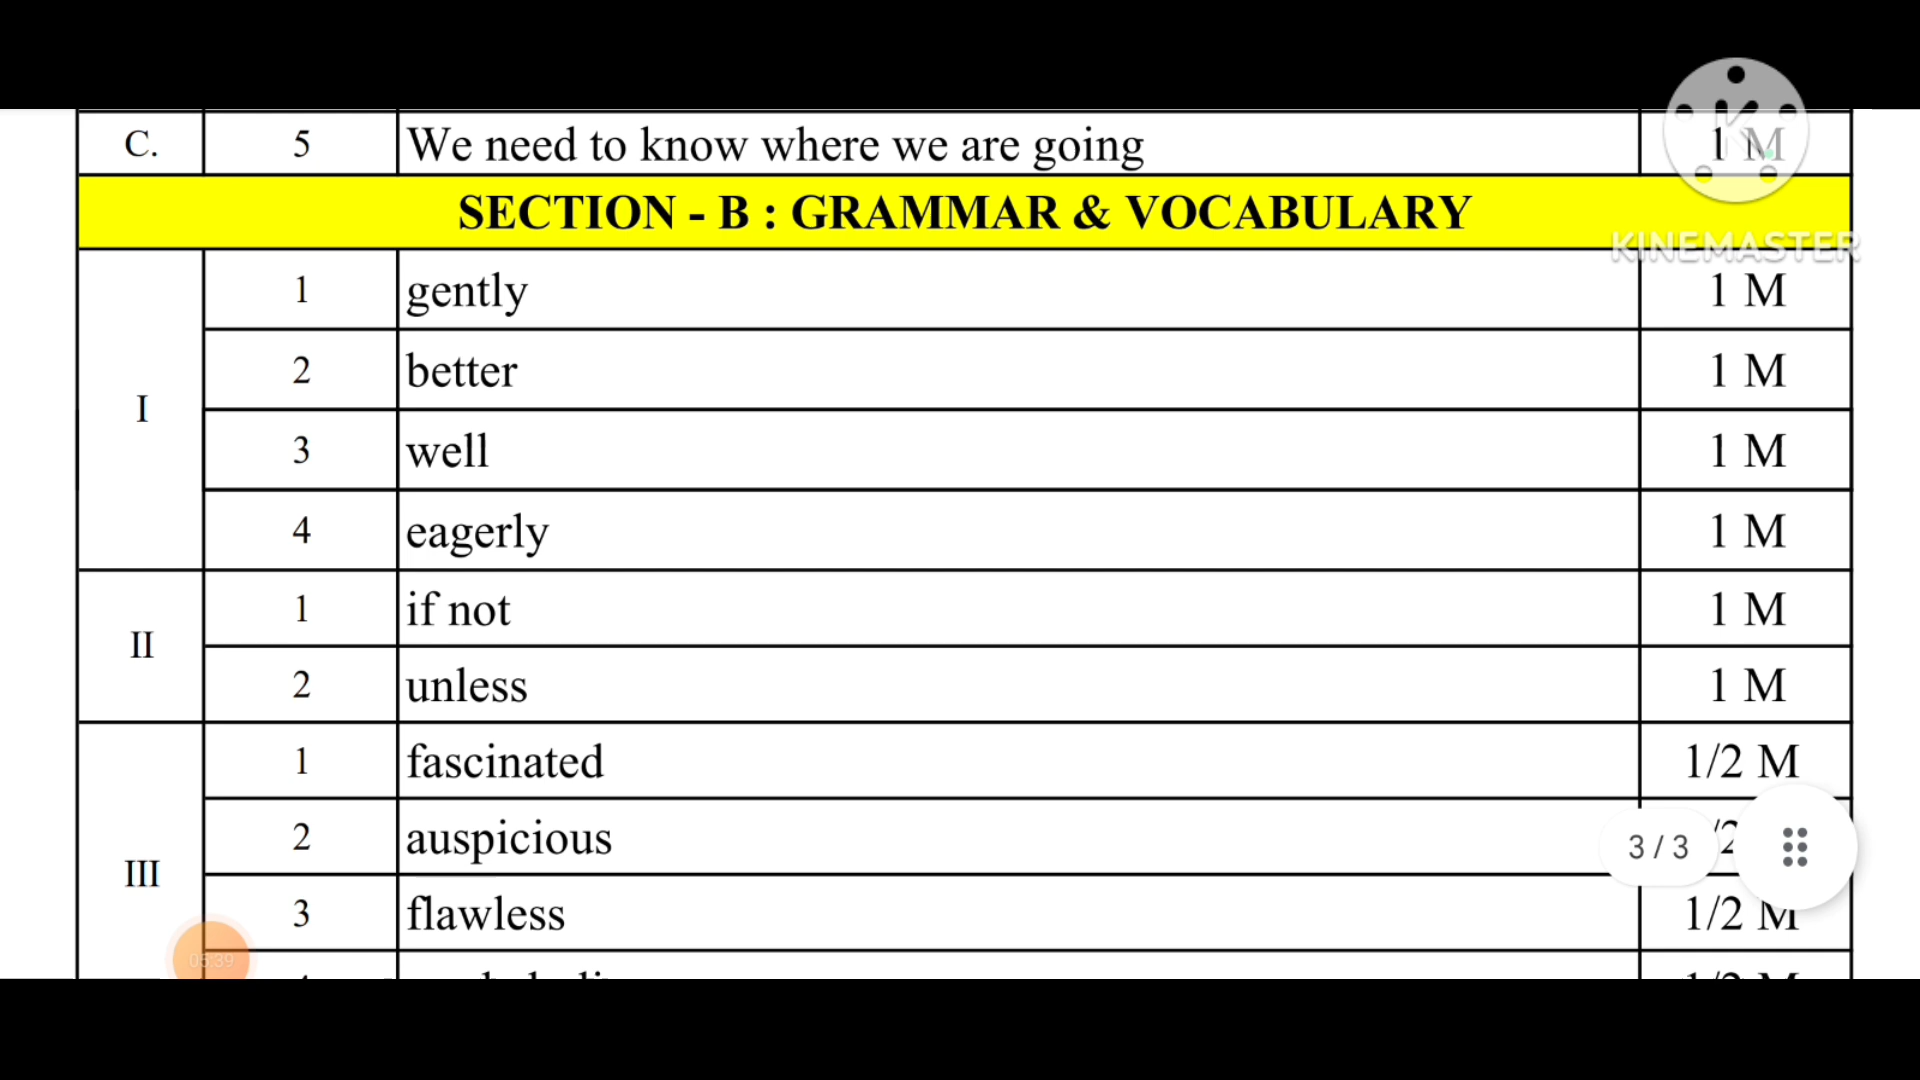 C. 5 We need to know where we are going 1 M
KINEMASTER
SECTION - B : GRAMMAR & VOCABULARY
I
1 gently 1 M
2 better 1 M
3 well 1 M
4 eagerly 1 M
II
1 if not 1 M
2 unless 1 M
III
1 fascinated 1/2 M
2 auspicious
3 / 3
3 flawless 1/2 M